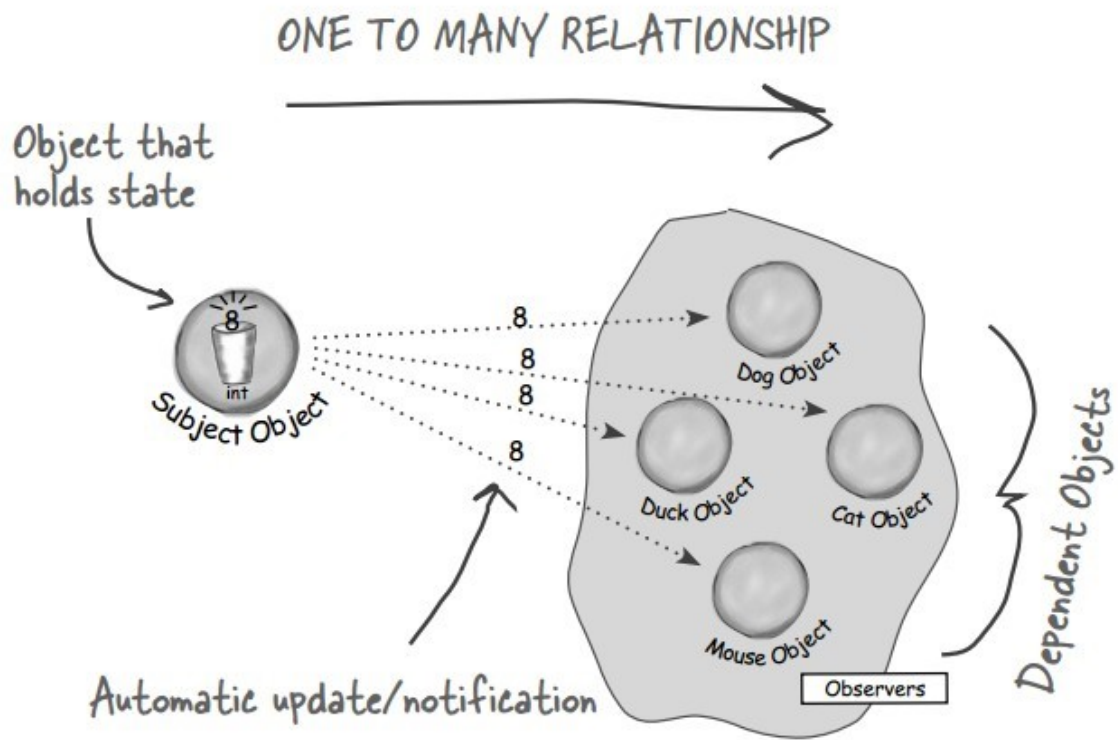 ONE TO MANY RELATIONSHIP
Object that
holds state
8
int
Subject Object
8
8
8
8
Dog Object
Duck Object
Cat Object
Mouse Object
Observers
Dependent Objects
Automatic update/notification